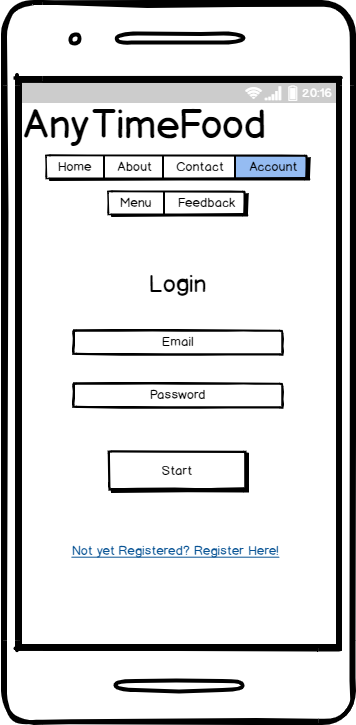 20:16
AnyTimeFood
Home About Contact Account
Menu Feedback
Login
Email
Password
Start
Not yet Registered? Register Here!